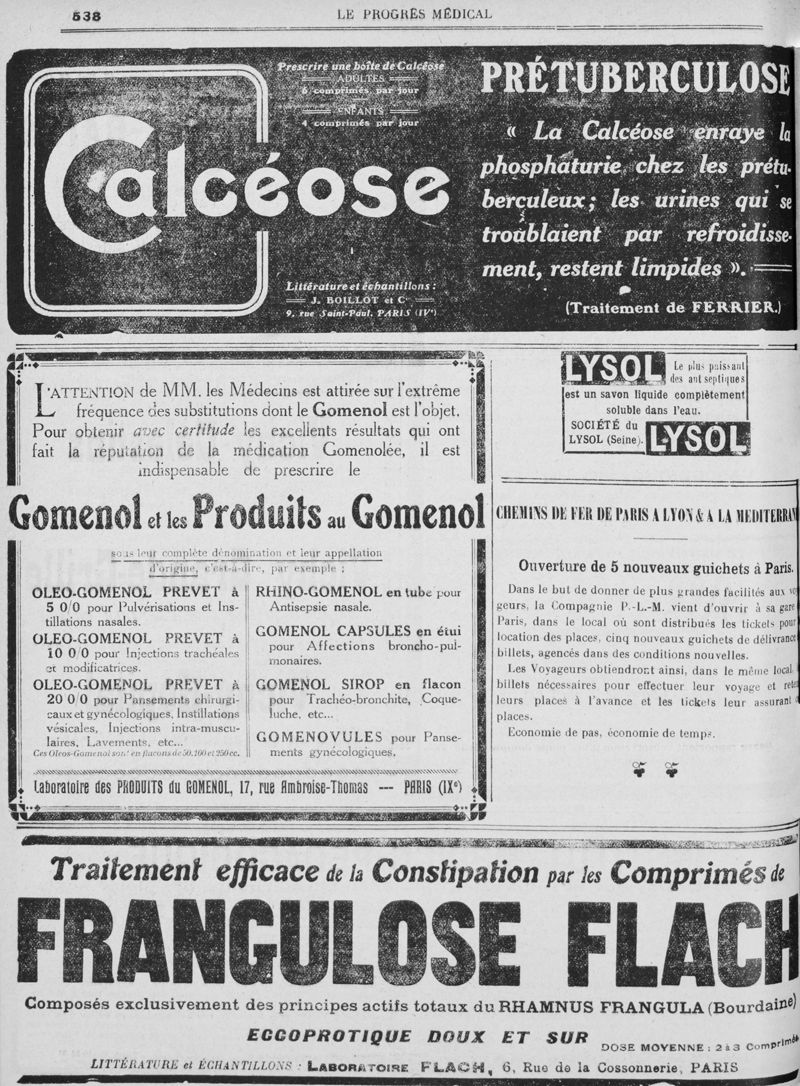 538
LE PROGRÈS MÉDICAL
Calcéose
Prescrire une boîte de Calcéose
ADULTES
6 comprimés par jour
ENFANTS
4 comprimés par jour
Littérature et échantillons :
J. BOILLOT et Cie
9, rue Saint-Paul, PARIS (IVe)
PRÉTUBERCULOSE
« La Calcéose enraye la
phosphaturie chez les prétu-
berculeux ; les urines qui se
troublaient par refroidisse-
ment, restent limpides ».
(Traitement de FERRIER.)
L'ATTENTION de MM. les Médecins est attirée sur l'extrême
fréquence des substitutions dont le Gomenol est l'objet.
Pour obtenir avec certitude les excellents résultats qui ont
fait la réputation de la médication Gomenolée, il est
indispensable de prescrire le
Gomenol et les Produits au Gomenol
sous leur complète dénomination et leur appellation
d'origine, c'est-à-dire, par exemple :
OLEO-GOMENOL PREVET à
5 0/0 pour Pulvérisations et Ins-
tillations nasales.
OLEO-GOMENOL PREVET à
10 0/0 pour Injections trachéales
et modificatrices.
OLEO-GOMENOL PREVET à
20 0/0 pour Pansements chirurgi-
caux et gynécologiques, Instillations
vésicales, Injections intra-muscu-
laires, Lavements, etc...
Ces Oleos-Gomenol sont en flacons de 50, 100 et 250 cc.
RHINO-GOMENOL en tube pour
Antisepsie nasale.
GOMENOL CAPSULES en étui
pour Affections broncho-pul-
monaires.
GOMENOL SIROP en flacon
pour Trachéo-bronchite, Coque-
luche, etc...
GOMENOVULES pour Panse-
ments gynécologiques.
Laboratoire des PRODUITS du GOMENOL, 17, rue Ambroise-Thomas — PARIS (IXe)
LYSOL
Le plus puissant
des antiseptiques
est un savon liquide complètement
soluble dans l'eau.
SOCIÉTÉ du
LYSOL (Seine).
LYSOL
CHEMINS DE FER DE PARIS A LYON & A LA MEDITERRAN
Ouverture de 5 nouveaux guichets à Paris.
Dans le but de donner de plus grandes facilités aux vo
geurs, la Compagnie P.-L.-M. vient d'ouvrir à sa gare
Paris, dans le local où sont distribués les tickets pour
location des places, cinq nouveaux guichets de délivrance
billets, agencés dans des conditions nouvelles.
Les Voyageurs obtiendront ainsi, dans le même local,
billets nécessaires pour effectuer leur voyage et rete
leurs places à l'avance et les tickets leur assurant
places.
Economie de pas, économie de temps.
Traitement efficace de la Constipation par les Comprimés de
FRANGULOSE FLACH
Composés exclusivement des principes actifs totaux du RHAMNUS FRANGULA (Bourdaine)
ECCOPROTIQUE DOUX ET SUR
DOSE MOYENNE : 2 à 3 Comprimés
LITTÉRATURE et ÉCHANTILLONS : LABORATOIRE FLACH, 6, Rue de la Cossonnerie, PARIS